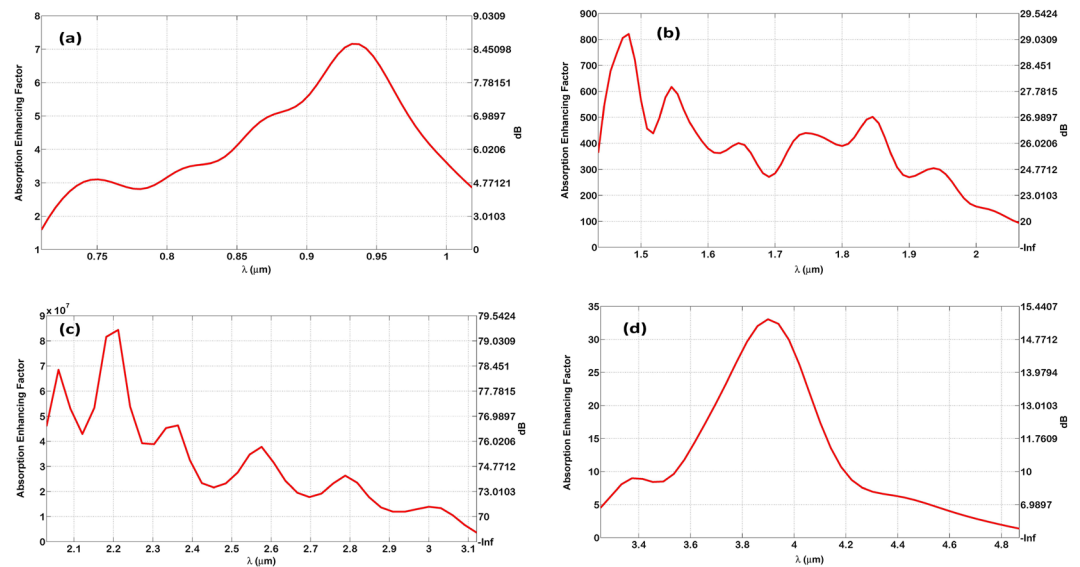 (a)
Absorption Enhancing Factor
8
7
6
5
4
3
2
1
0.75 0.8 0.85 0.9 0.95 1
λ (μm)
9.0309
8.45098
7.78151
6.9897
6.0206
4.77121
3.0103
0
dB
(b)
Absorption Enhancing Factor
900
800
700
600
500
400
300
200
100
0
1.5 1.6 1.7 1.8 1.9 2
λ (μm)
29.5424
29.0309
28.451
27.7815
26.9897
26.0206
24.7712
23.0103
20
-Inf
dB
(c)
Absorption Enhancing Factor
x 10⁷
9
8
7
6
5
4
3
2
1
0
2.1 2.2 2.3 2.4 2.5 2.6 2.7 2.8 2.9 3 3.1
λ (μm)
79.5424
79.0309
78.451
77.7815
76.9897
76.0206
74.7712
73.0103
70
-Inf
dB
(d)
Absorption Enhancing Factor
35
30
25
20
15
10
5
0
3.4 3.6 3.8 4 4.2 4.4 4.6 4.8
λ (μm)
15.4407
14.7712
13.9794
13.0103
11.7609
10
6.9897
-Inf
dB